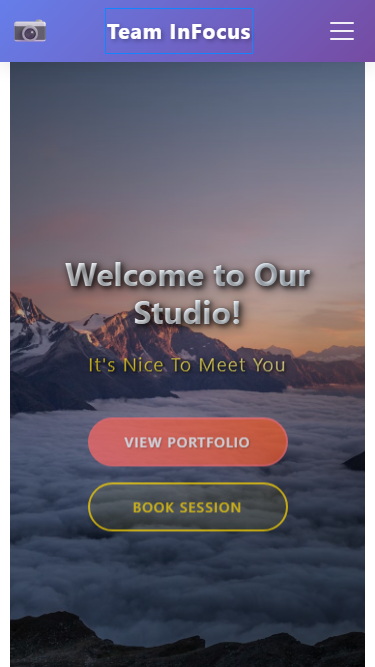 Team InFocus
Welcome to Our
Studio!
It's Nice To Meet You
VIEW PORTFOLIO
BOOK SESSION